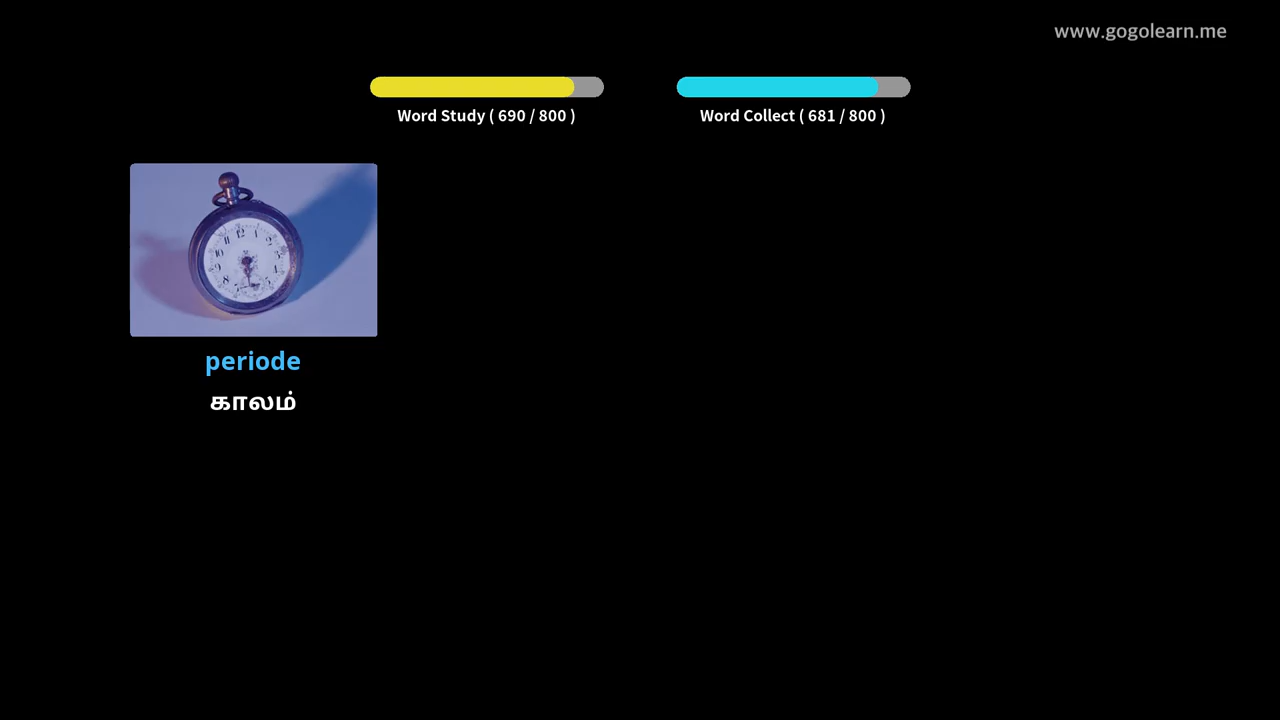 www.gogolearn.me
Word Study ( 690 / 800 )
Word Collect ( 681 / 800 )
periode
காலம்